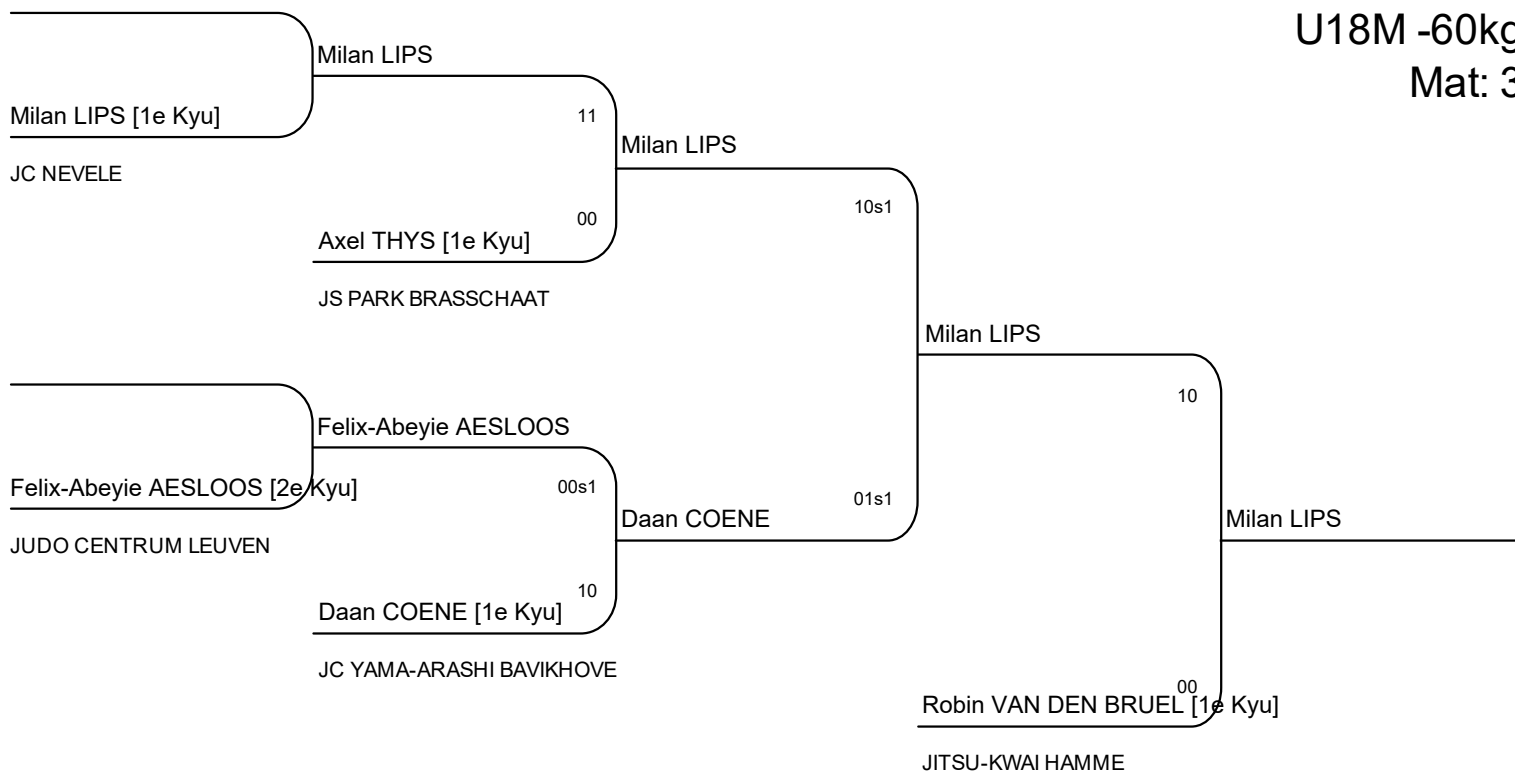 U18M -60kg
Mat: 3
Milan LIPS
Milan LIPS [1e Kyu]
11
Milan LIPS
JC NEVELE
10s1
00
Axel THYS [1e Kyu]
JS PARK BRASSCHAAT
Milan LIPS
10
Felix-Abeyie AESLOOS
Felix-Abeyie AESLOOS [2e Kyu]
00s1
01s1
Daan COENE
Milan LIPS
JUDO CENTRUM LEUVEN
10
Daan COENE [1e Kyu]
JC YAMA-ARASHI BAVIKHOVE
00
Robin VAN DEN BRUEL [1e Kyu]
JITSU-KWAI HAMME